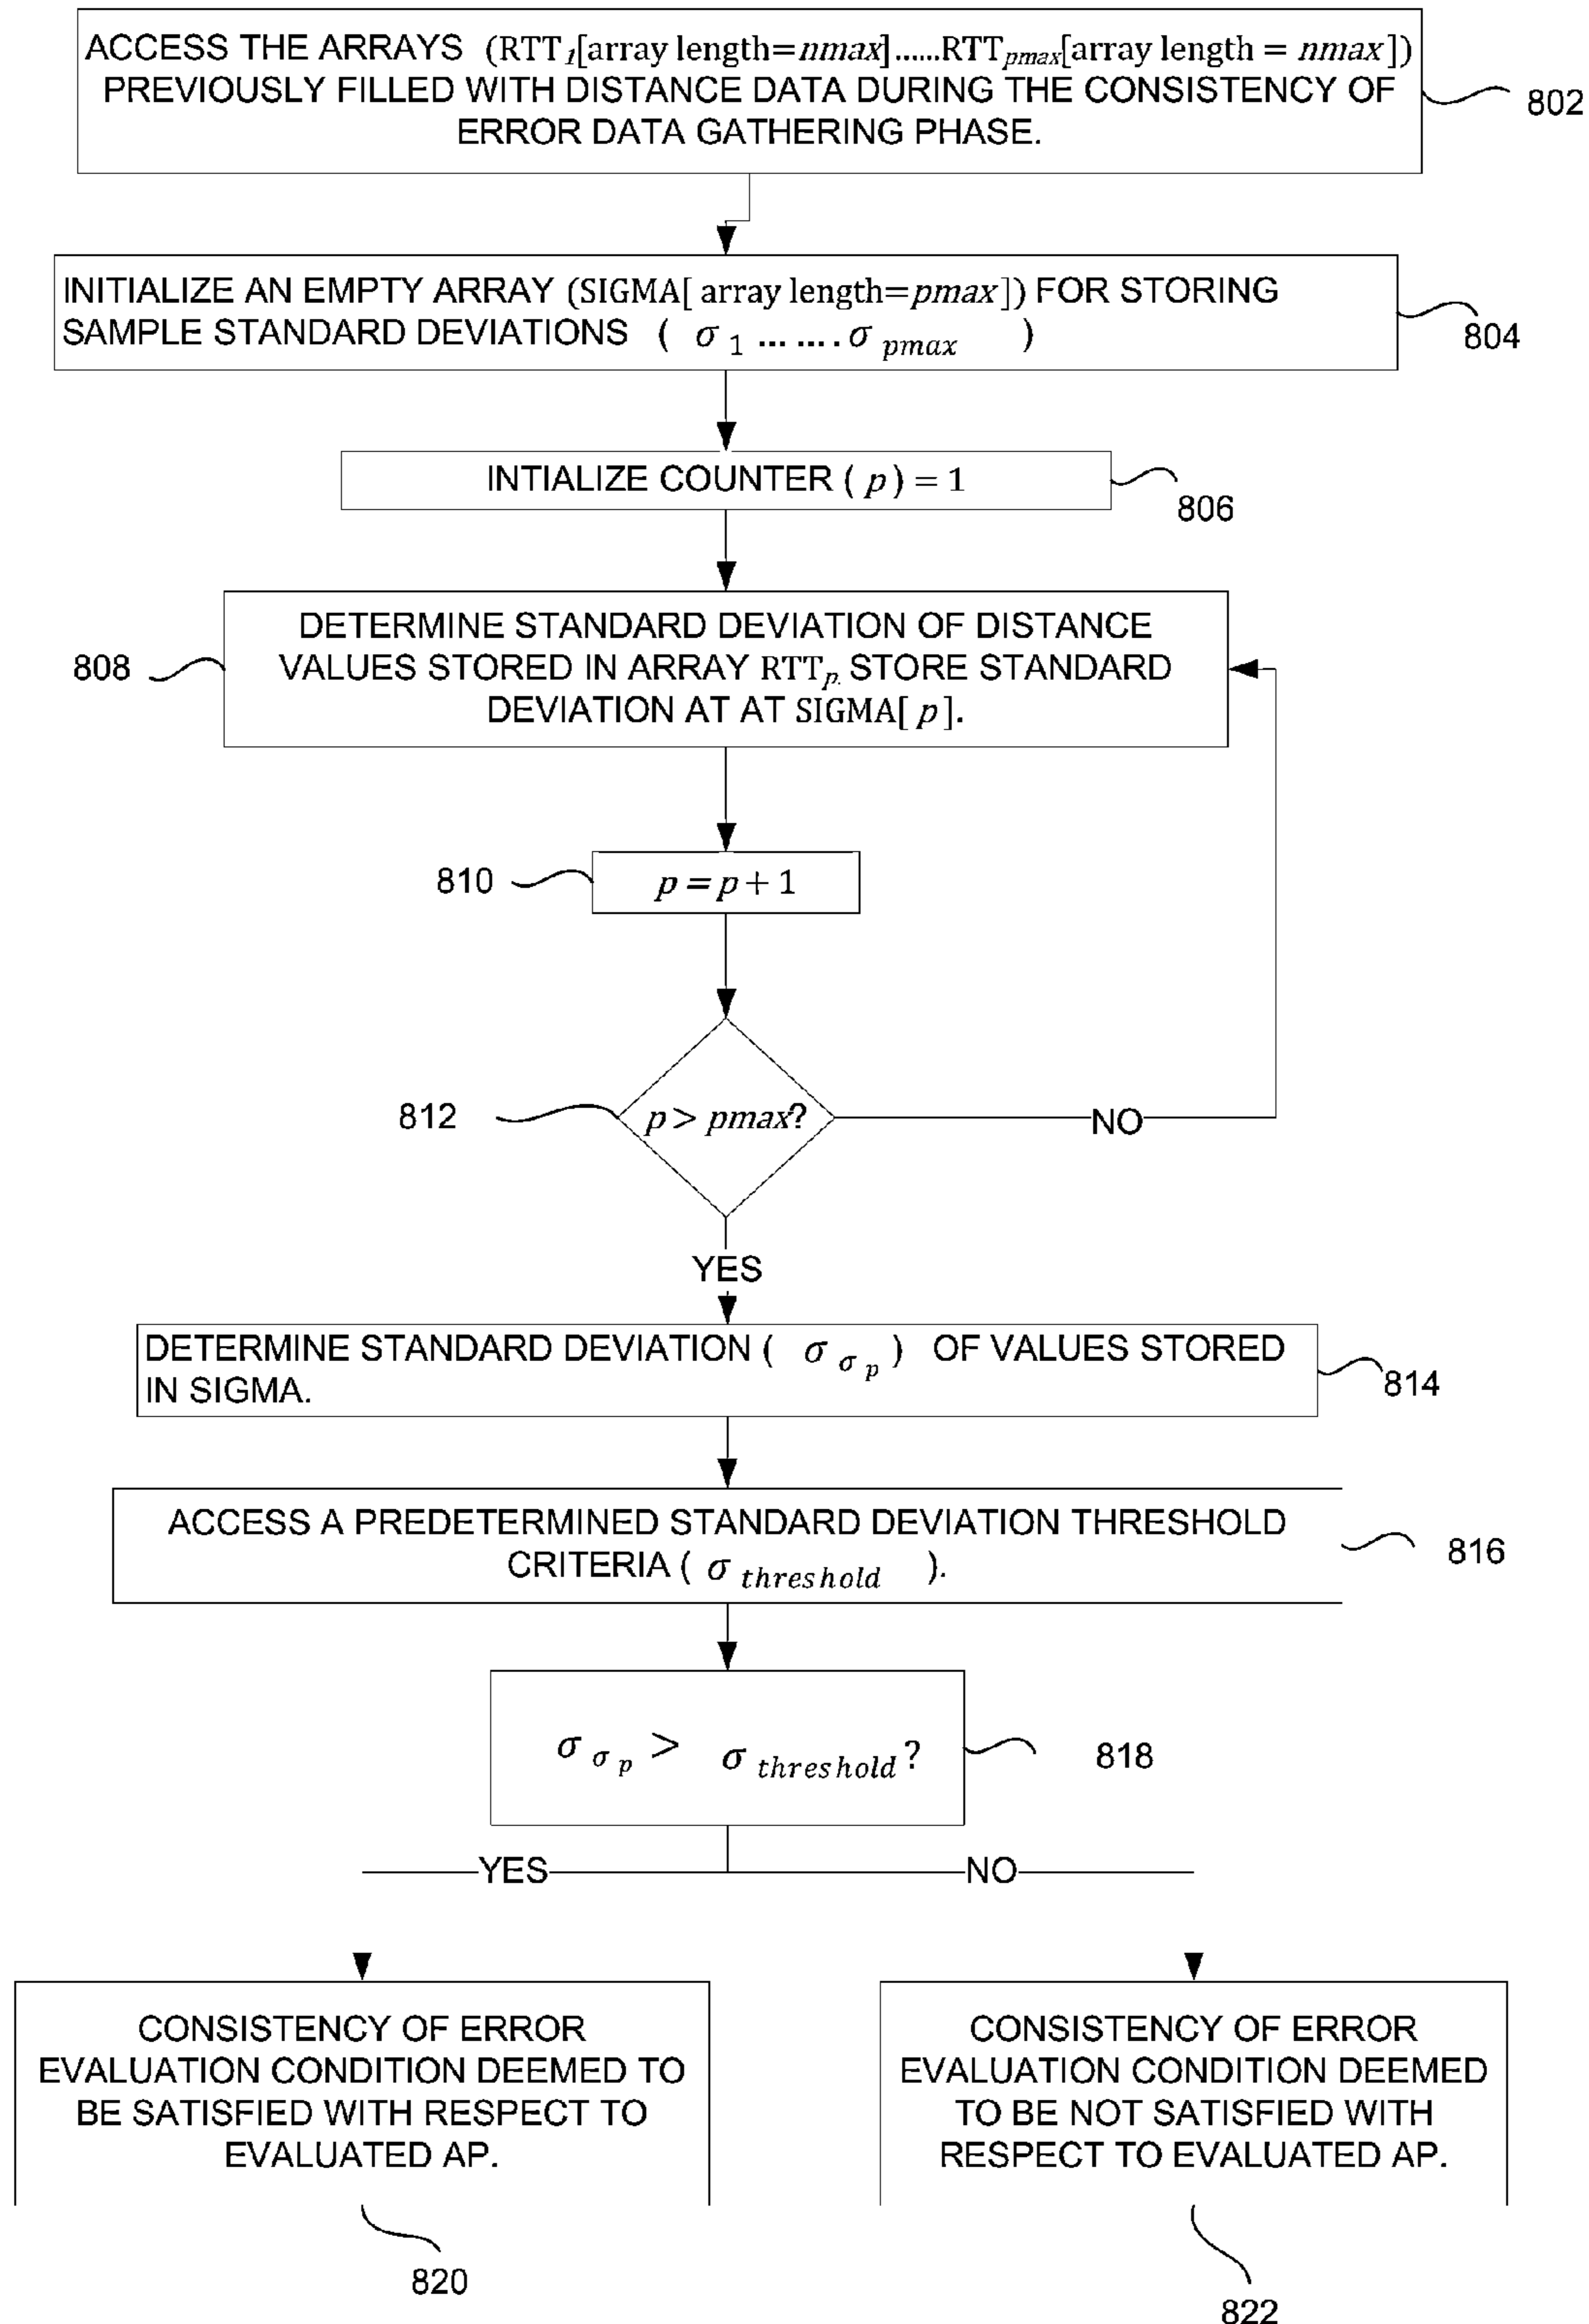 ACCESS THE ARRAYS (RTT1[array length=nmax]......RTTpmax[array length = nmax])
PREVIOUSLY FILLED WITH DISTANCE DATA DURING THE CONSISTENCY OF
ERROR DATA GATHERING PHASE.
802
INITIALIZE AN EMPTY ARRAY (SIGMA[ array length=pmax]) FOR STORING
SAMPLE STANDARD DEVIATIONS ( σ 1 ... ... . σ pmax )
804
INTIALIZE COUNTER ( p ) = 1
806
DETERMINE STANDARD DEVIATION OF DISTANCE
VALUES STORED IN ARRAY RTTp. STORE STANDARD
DEVIATION AT AT SIGMA[ p].
808
810
p = p + 1
812
p > pmax?
NO
YES
DETERMINE STANDARD DEVIATION ( σ σ p ) OF VALUES STORED
IN SIGMA.
814
ACCESS A PREDETERMINED STANDARD DEVIATION THRESHOLD
CRITERIA ( σ threshold ).
816
σ σ p > σ threshold ?
818
YES
NO
CONSISTENCY OF ERROR
EVALUATION CONDITION DEEMED TO
BE SATISFIED WITH RESPECT TO
EVALUATED AP.
820
CONSISTENCY OF ERROR
EVALUATION CONDITION DEEMED
TO BE NOT SATISFIED WITH
RESPECT TO EVALUATED AP.
822